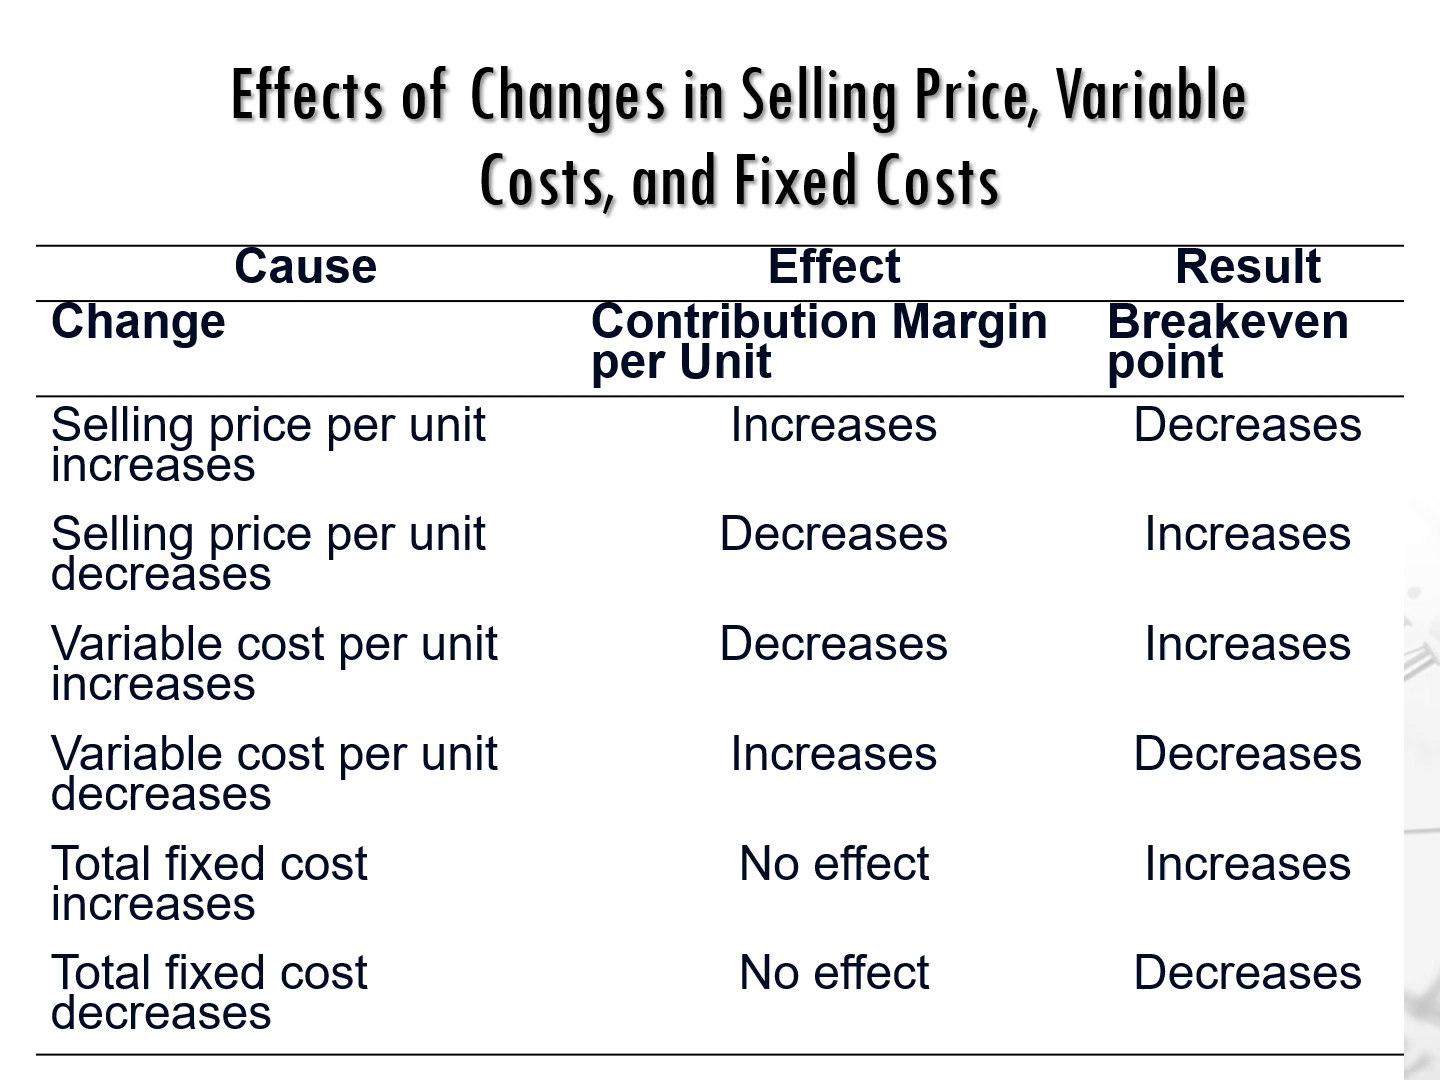 Effects of Changes in Selling Price, Variable
Costs, and Fixed Costs
Cause Effect Result
Change Contribution Margin Breakeven
per Unit point
Selling price per unit Increases Decreases
increases
Selling price per unit Decreases Increases
decreases
Variable cost per unit Decreases Increases
increases
Variable cost per unit Increases Decreases
decreases
Total fixed cost No effect Increases
increases
Total fixed cost No effect Decreases
decreases